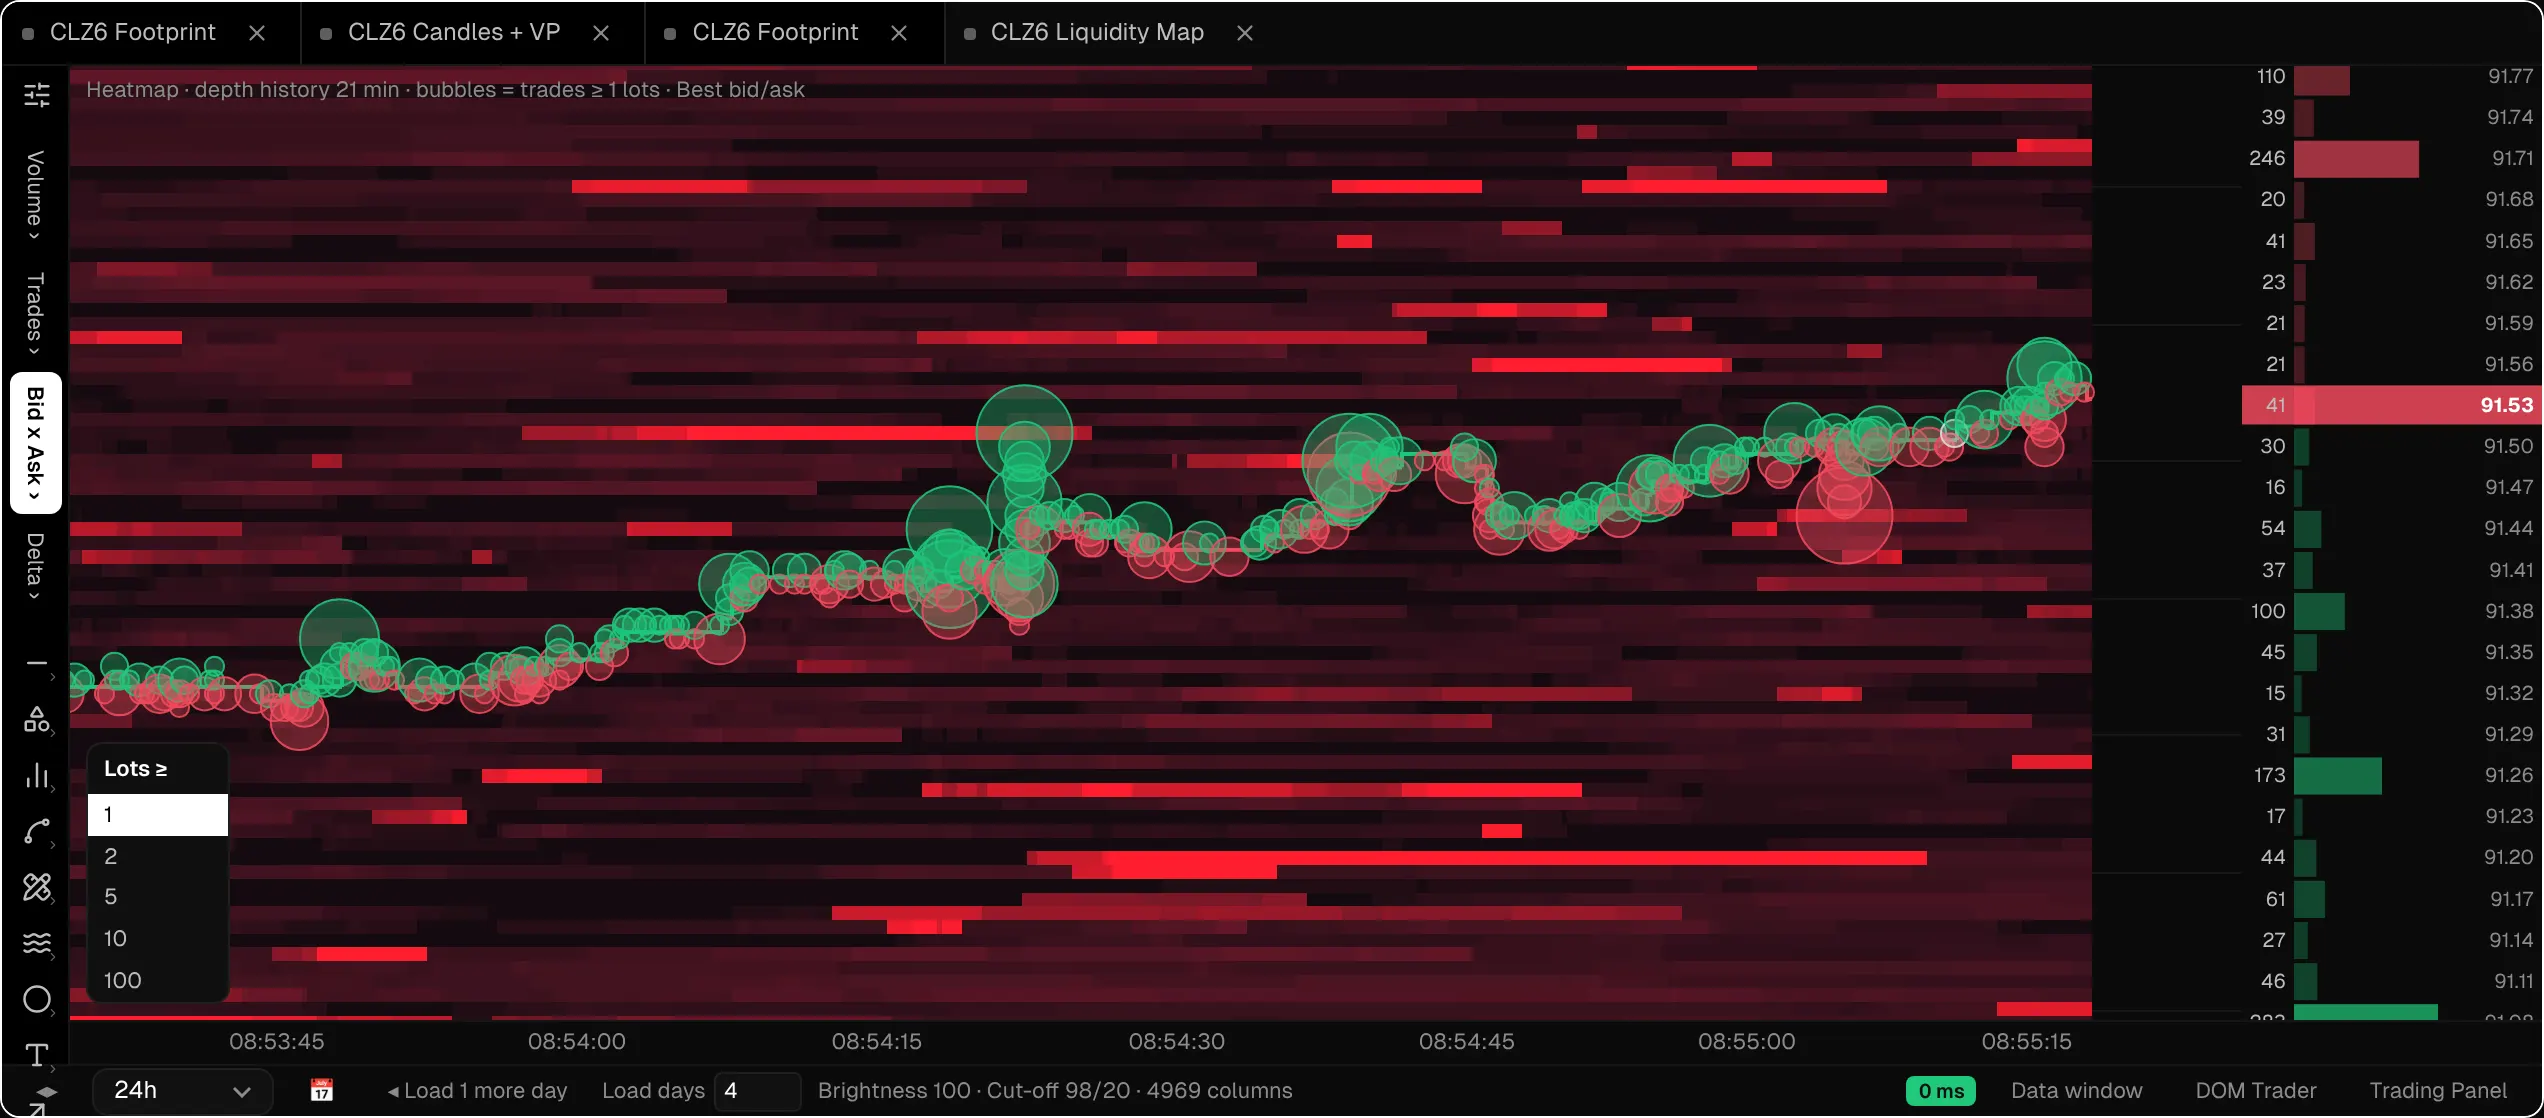 CLZ6 Footprint
CLZ6 Candles + VP
CLZ6 Footprint
CLZ6 Liquidity Map
Heatmap · depth history 21 min · bubbles = trades ≥ 1 lots · Best bid/ask
Volume
Trades
Bid x Ask
Delta
Lots ≥
1
2
5
10
100
110 91.77
39 91.74
246 91.71
20 91.68
41 91.65
23 91.62
21 91.59
21 91.56
41 91.53
30 91.50
16 91.47
54 91.44
37 91.41
100 91.38
45 91.35
15 91.32
31 91.29
173 91.26
17 91.23
44 91.20
61 91.17
27 91.14
46 91.11
08:53:45 08:54:00 08:54:15 08:54:30 08:54:45 08:55:00 08:55:15
24h
Load 1 more day
Load days 4
Brightness 100 · Cut-off 98/20 · 4969 columns
0 ms
Data window
DOM Trader
Trading Panel